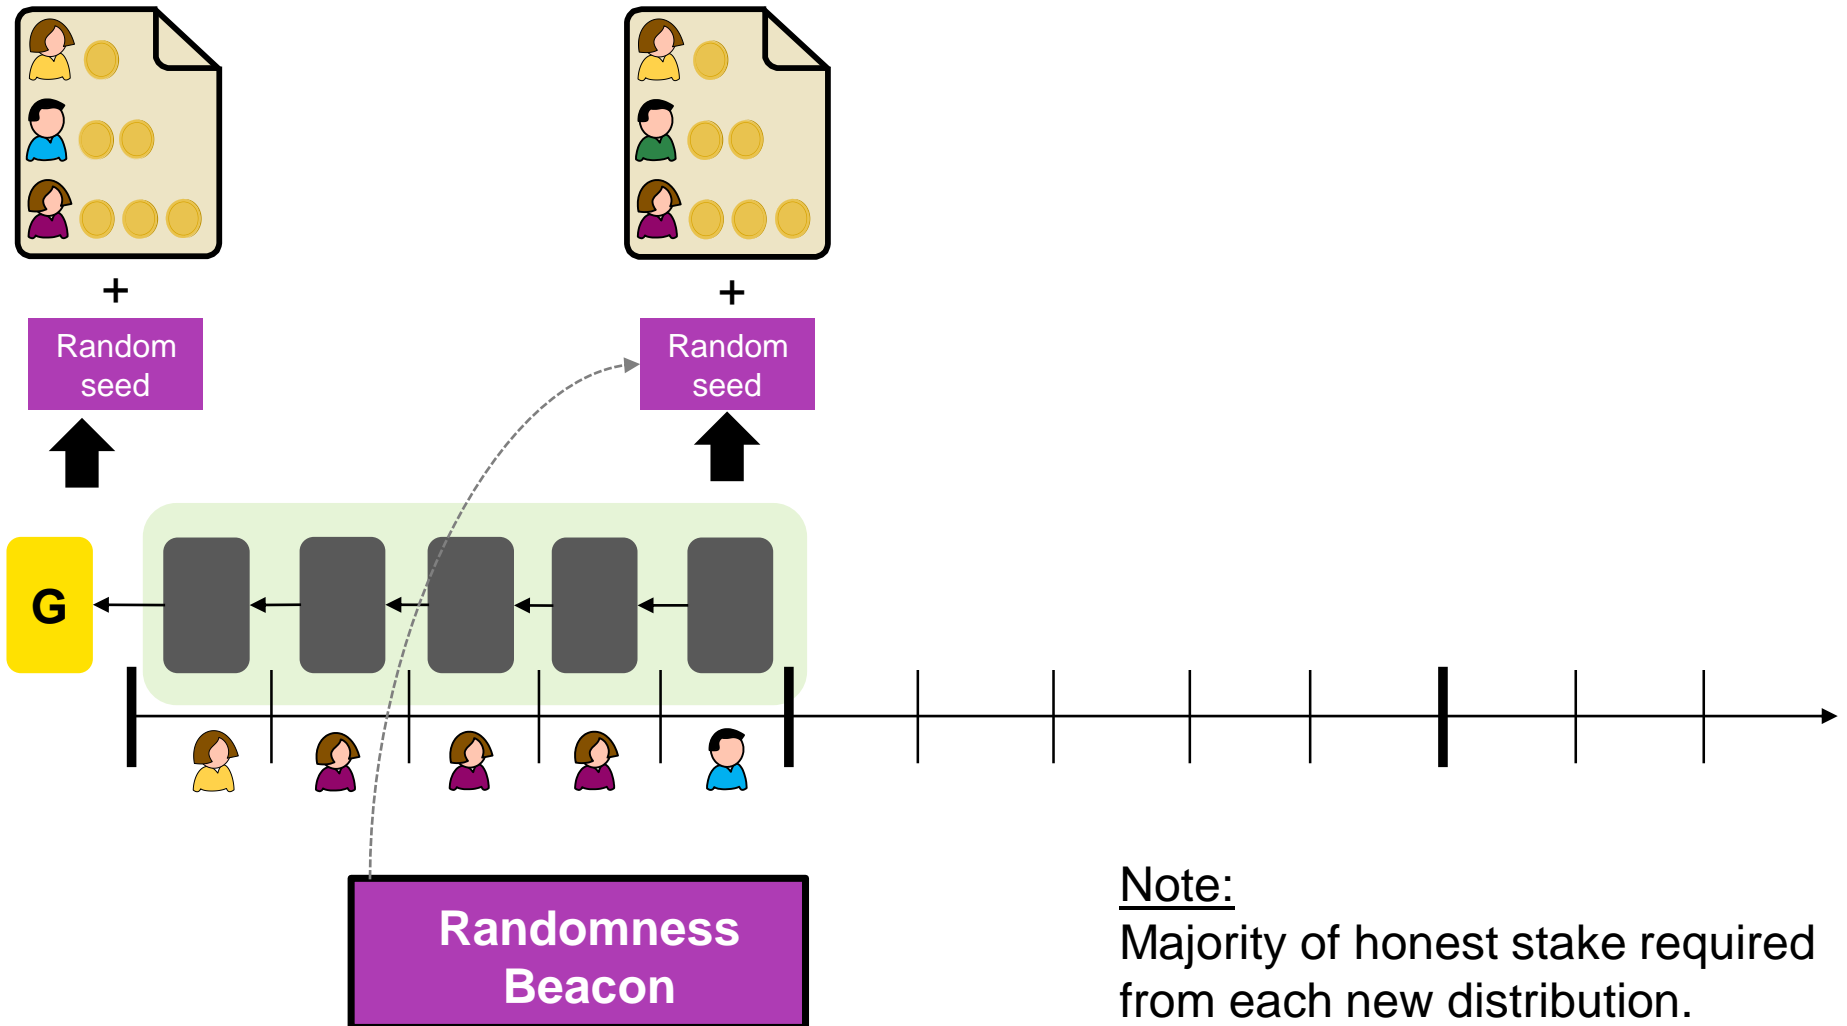 +
+
Random
seed
Random
seed
G
Randomness
Beacon
Note:
Majority of honest stake required
from each new distribution.